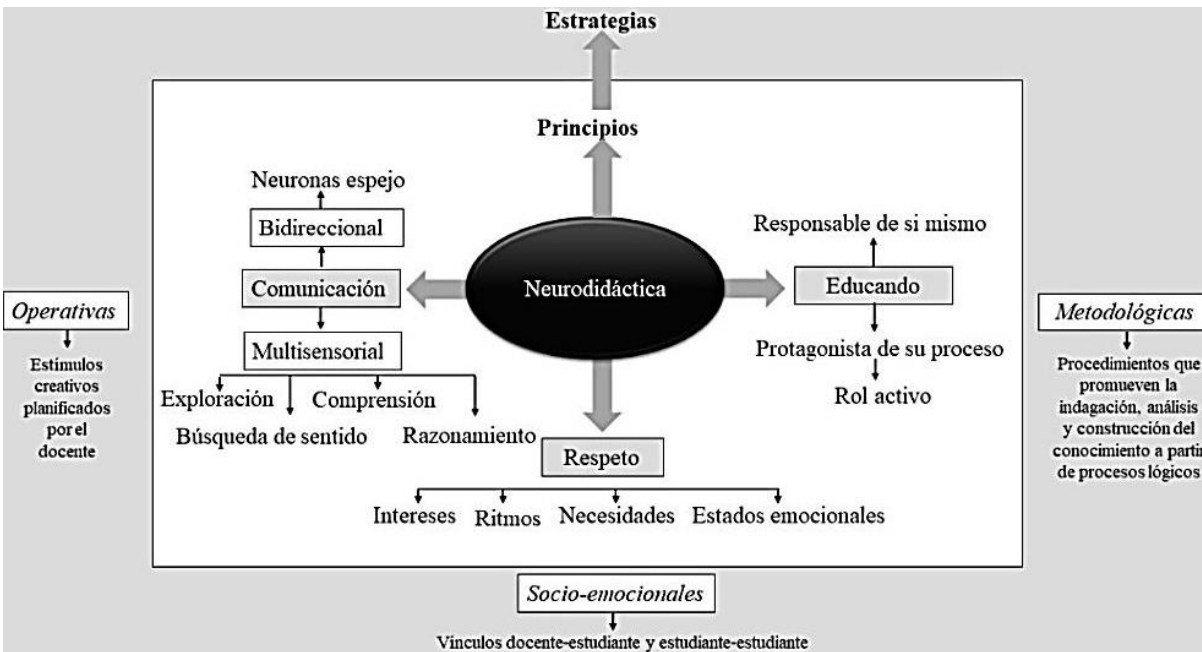 Estrategias
Principios
Neuronas espejo
Bidireccional
Comunicación
Multisensorial
Exploración
Comprensión
Búsqueda de sentido
Razonamiento
Neurodidáctica
Responsable de si mismo
Educando
Protagonista de su proceso
Rol activo
Respeto
Intereses
Ritmos
Necesidades
Estados emocionales
Operativas
Estímulos
creativos
planificados
por el
docente
Metodológicas
Procedimientos que
promueven la
indagación, análisis
y construcción del
conocimiento a partir
de procesos lógicos
Socio-emocionales
Vínculos docente-estudiante y estudiante-estudiante